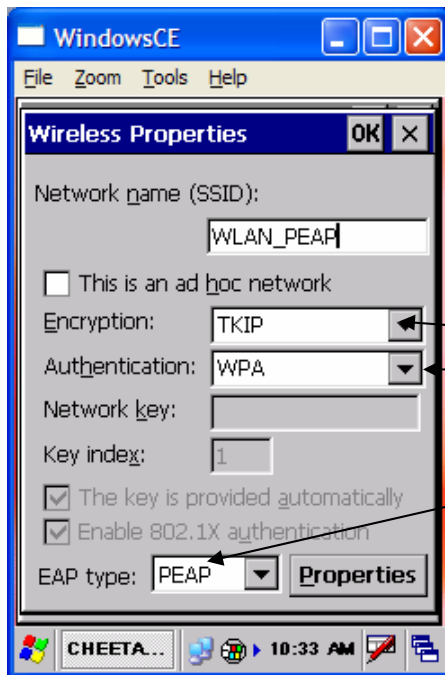 WindowsCE
File Zoom Tools Help
Wireless Properties OK ×
Network name (SSID):
WLAN_PEAP
This is an ad hoc network
Encryption: TKIP
Authentication: WPA
Network key:
Key index: 1
The key is provided automatically
Enable 802.1X authentication
EAP type: PEAP Properties
CHEETA... 10:33 AM